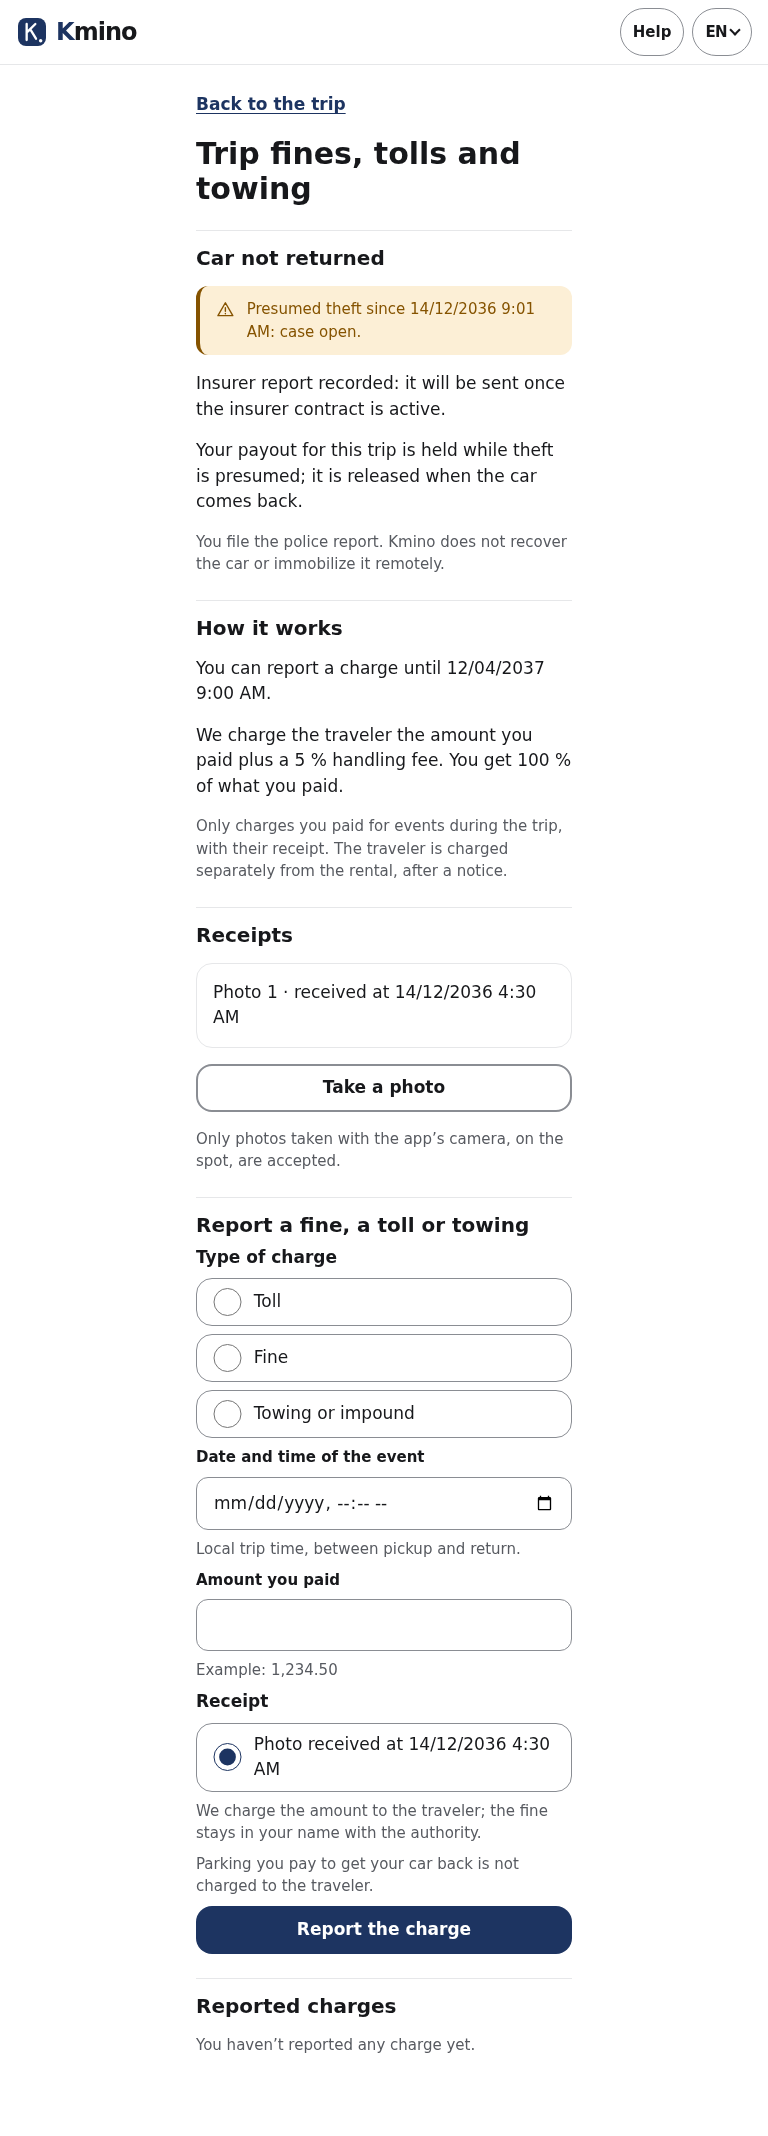 Kmino
Help
EN
Back to the trip
Trip fines, tolls and
towing
Car not returned
Presumed theft since 14/12/2036 9:01
AM: case open.
Insurer report recorded: it will be sent once
the insurer contract is active.
Your payout for this trip is held while theft
is presumed; it is released when the car
comes back.
You file the police report. Kmino does not recover
the car or immobilize it remotely.
How it works
You can report a charge until 12/04/2037
9:00 AM.
We charge the traveler the amount you
paid plus a 5 % handling fee. You get 100 %
of what you paid.
Only charges you paid for events during the trip,
with their receipt. The traveler is charged
separately from the rental, after a notice.
Receipts
Photo 1 · received at 14/12/2036 4:30
AM
Take a photo
Only photos taken with the app’s camera, on the
spot, are accepted.
Report a fine, a toll or towing
Type of charge
Toll
Fine
Towing or impound
Date and time of the event
mm/dd/yyyy, --:-- --
Local trip time, between pickup and return.
Amount you paid
Example: 1,234.50
Receipt
Photo received at 14/12/2036 4:30
AM
We charge the amount to the traveler; the fine
stays in your name with the authority.
Parking you pay to get your car back is not
charged to the traveler.
Report the charge
Reported charges
You haven’t reported any charge yet.